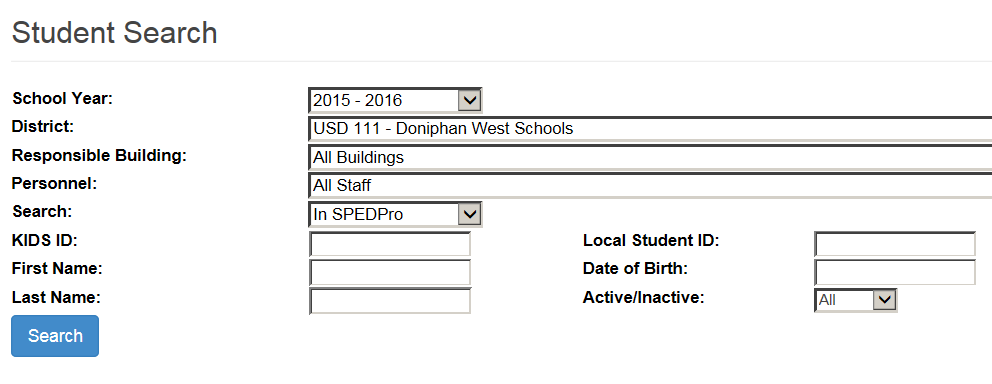 Student Search
School Year: 2015 - 2016
District: USD 111 - Doniphan West Schools
Responsible Building: All Buildings
Personnel: All Staff
Search: In SPEDPro
KIDS ID: Local Student ID:
First Name: Date of Birth:
Last Name: Active/Inactive: All
Search